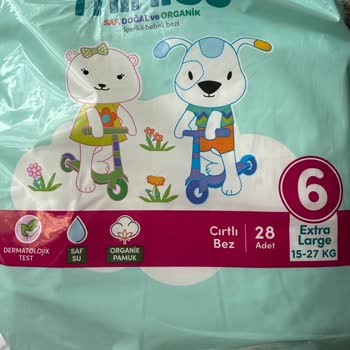 SAF, DOĞAL ve ORGANİK
içerikli bebek bezi
6
Extra
Large
15-27 KG
Cırtlı
Bez
28
Adet
DERMATOLOJİK
TEST
SAF
SU
ORGANİK
PAMUK